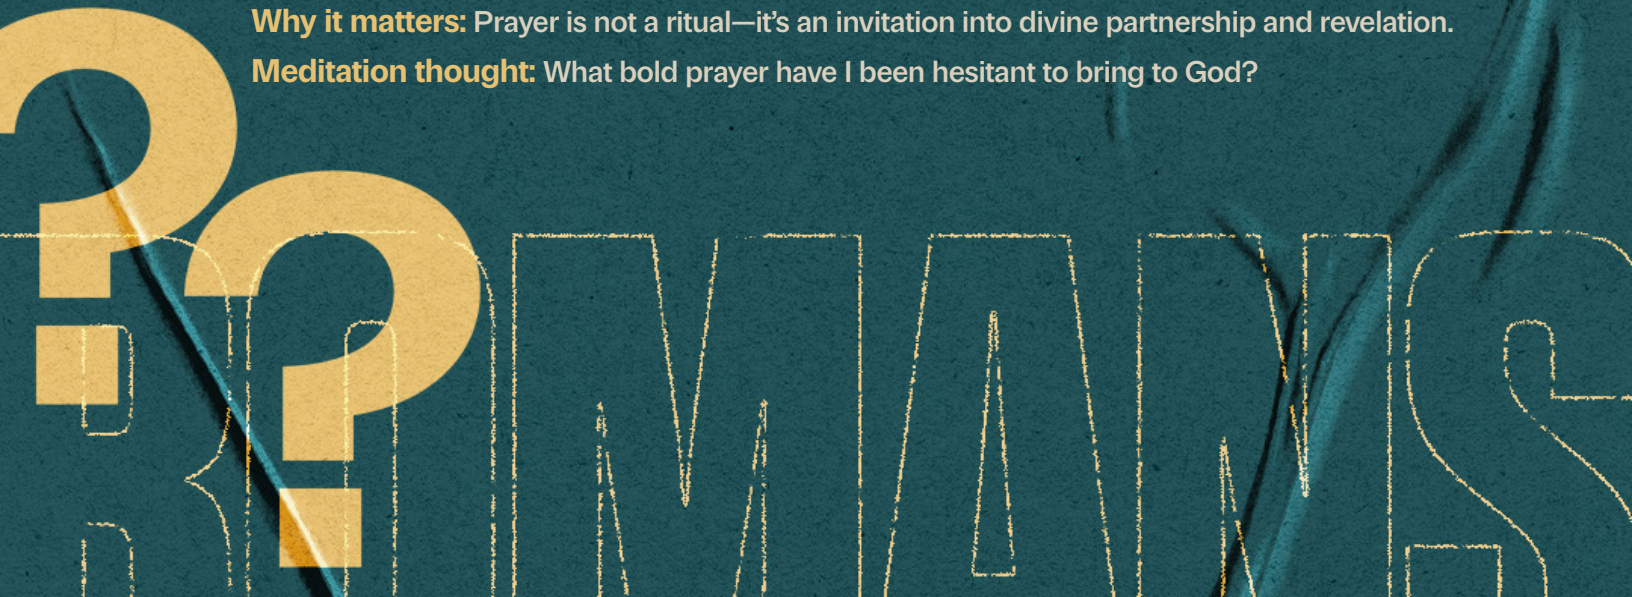 Why it matters: Prayer is not a ritual—it’s an invitation into divine partnership and revelation.
Meditation thought: What bold prayer have I been hesitant to bring to God?
??
ROMANS